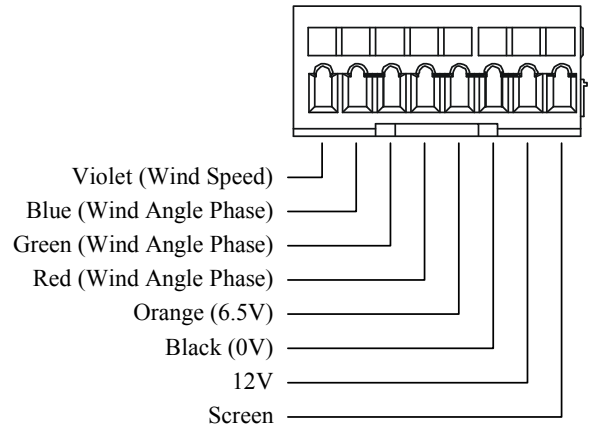 Violet (Wind Speed)
Blue (Wind Angle Phase)
Green (Wind Angle Phase)
Red (Wind Angle Phase)
Orange (6.5V)
Black (0V)
12V
Screen